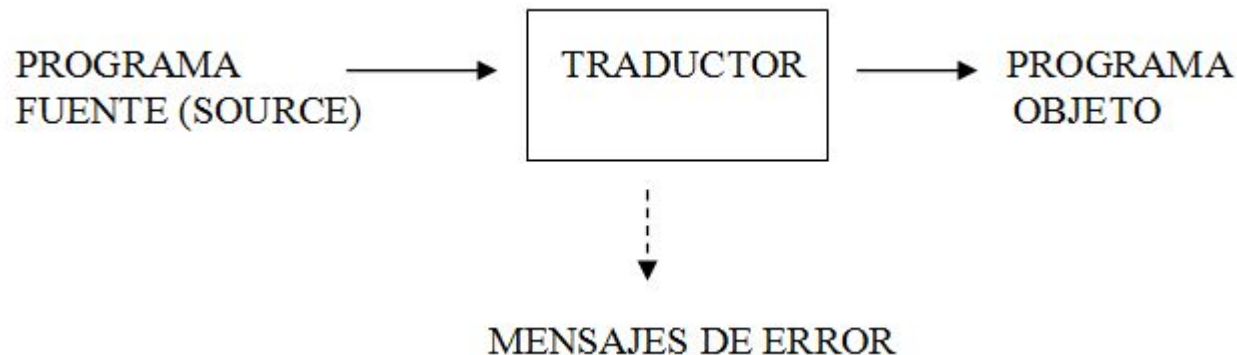 PROGRAMA
FUENTE (SOURCE)
TRADUCTOR
PROGRAMA
OBJETO
MENSAJES DE ERROR